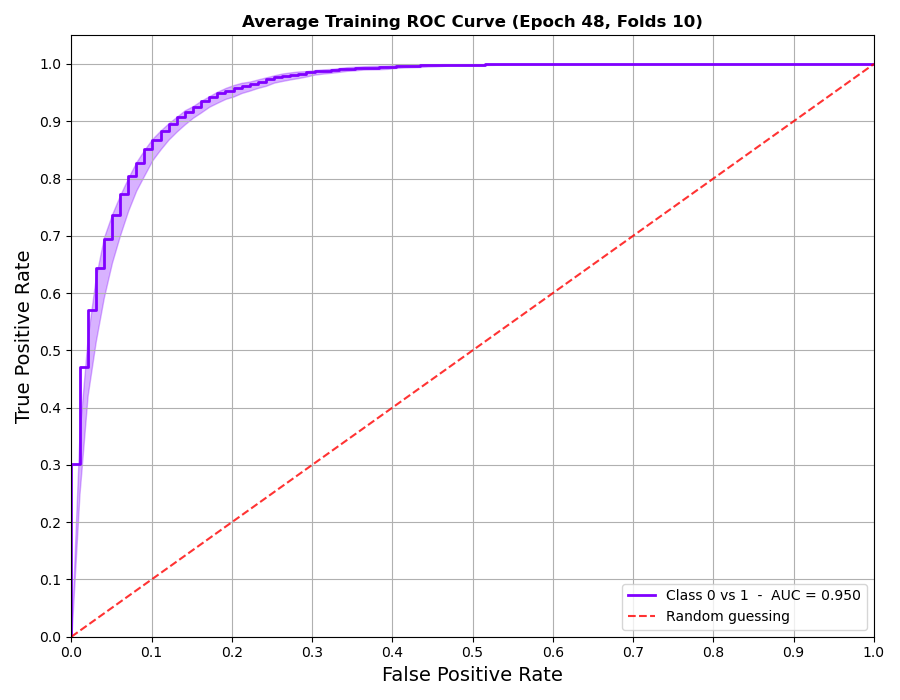 Average Training ROC Curve (Epoch 48, Folds 10)
True Positive Rate
1.0
0.9
0.8
0.7
0.6
0.5
0.4
0.3
0.2
0.1
0.0
0.0 0.1 0.2 0.3 0.4 0.5 0.6 0.7 0.8 0.9 1.0
False Positive Rate
Class 0 vs 1 - AUC = 0.950
Random guessing